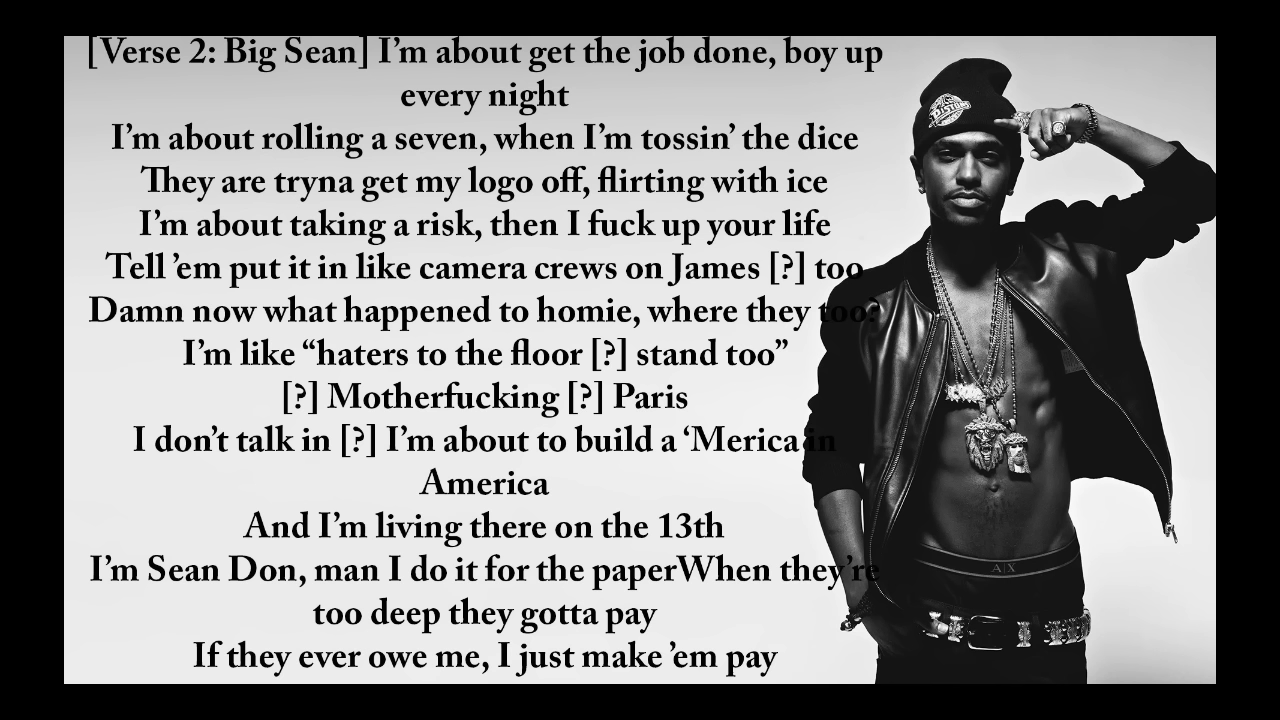 [Verse 2: Big Sean] I’m about get the job done, boy up
every night
I’m about rolling a seven, when I’m tossin’ the dice
They are tryna get my logo off, flirting with ice
I’m about taking a risk, then I fuck up your life
Tell ’em put it in like camera crews on James [?] too
Damn now what happened to homie, where they too?
I’m like “haters to the floor [?] stand too”
[?] Motherfucking [?] Paris
I don’t talk in [?] I’m about to build a ‘Merica in
America
And I’m living there on the 13th
I’m Sean Don, man I do it for the paperWhen they’re
too deep they gotta pay
If they ever owe me, I just make ’em pay
PISTONS
A|X